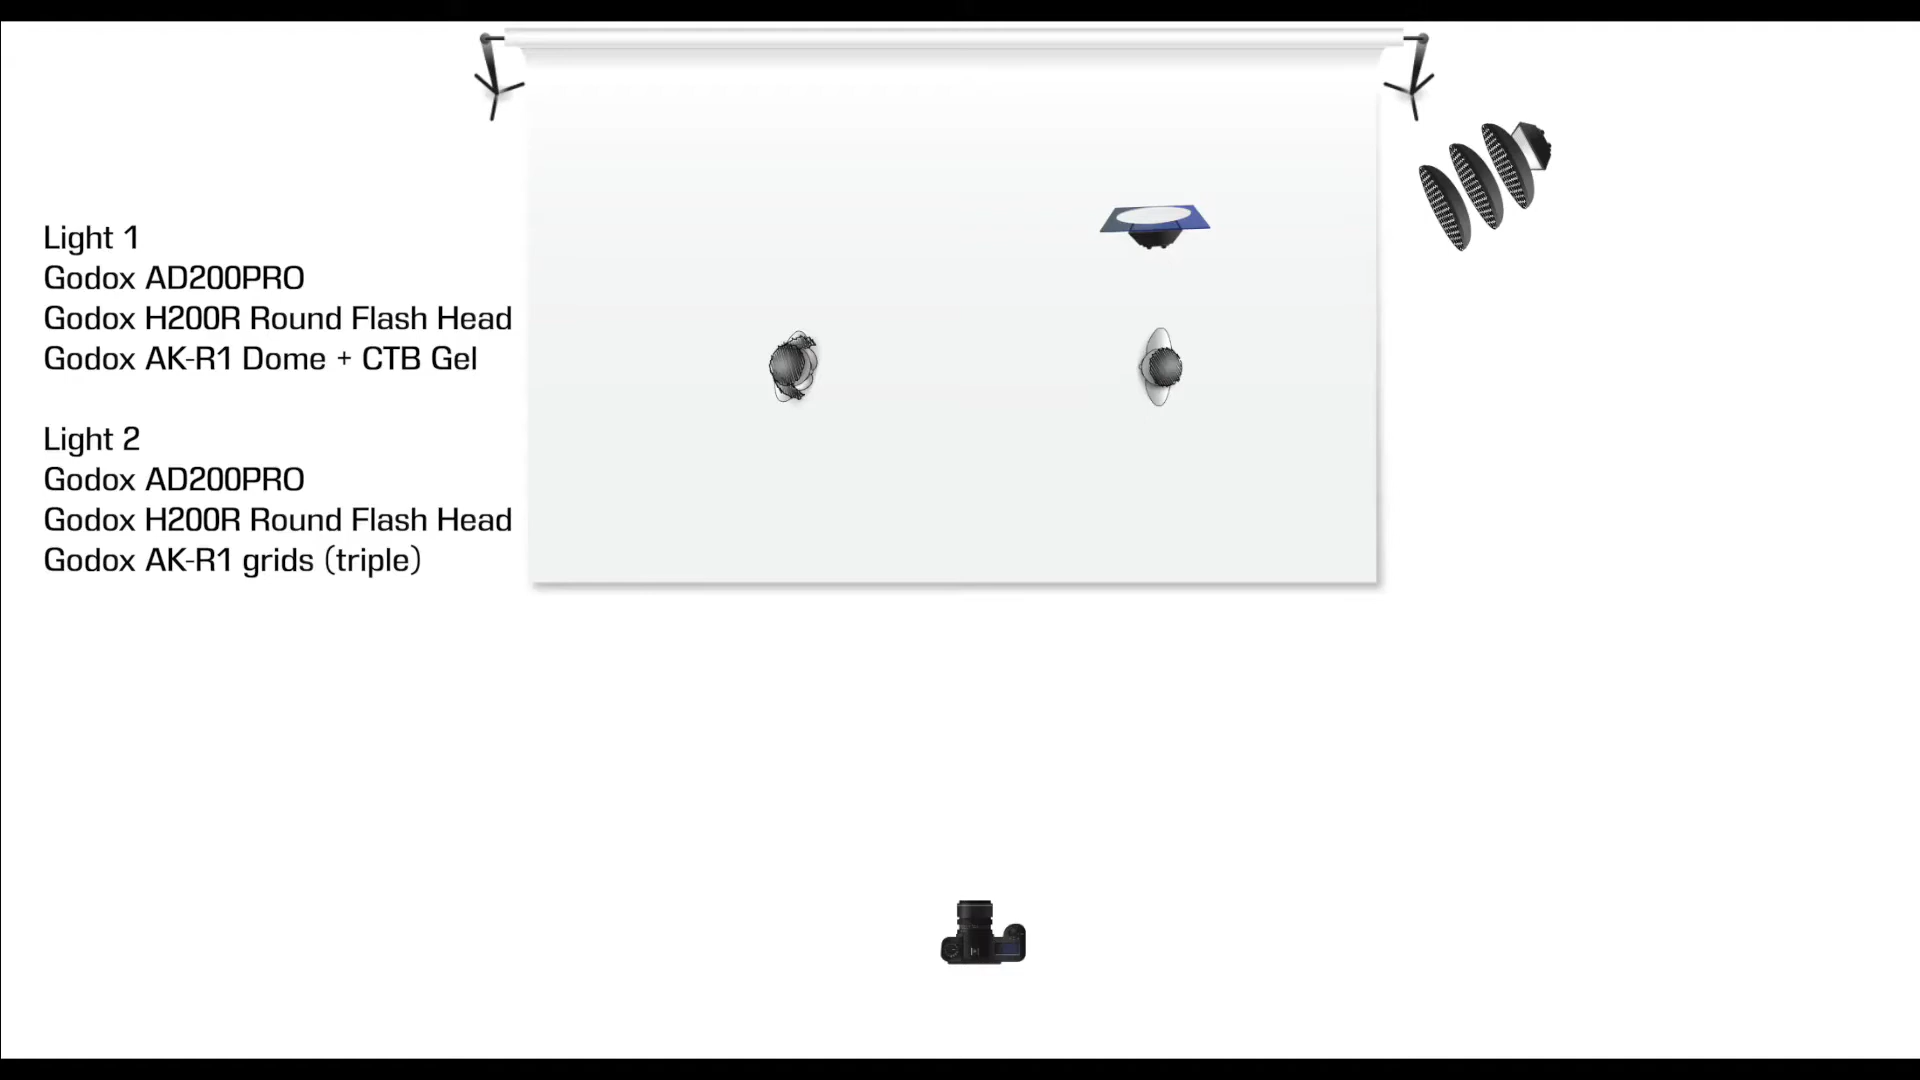 Light 1
Godox AD200PRO
Godox H200R Round Flash Head
Godox AK-R1 Dome + CTB Gel
Light 2
Godox AD200PRO
Godox H200R Round Flash Head
Godox AK-R1 grids (triple)